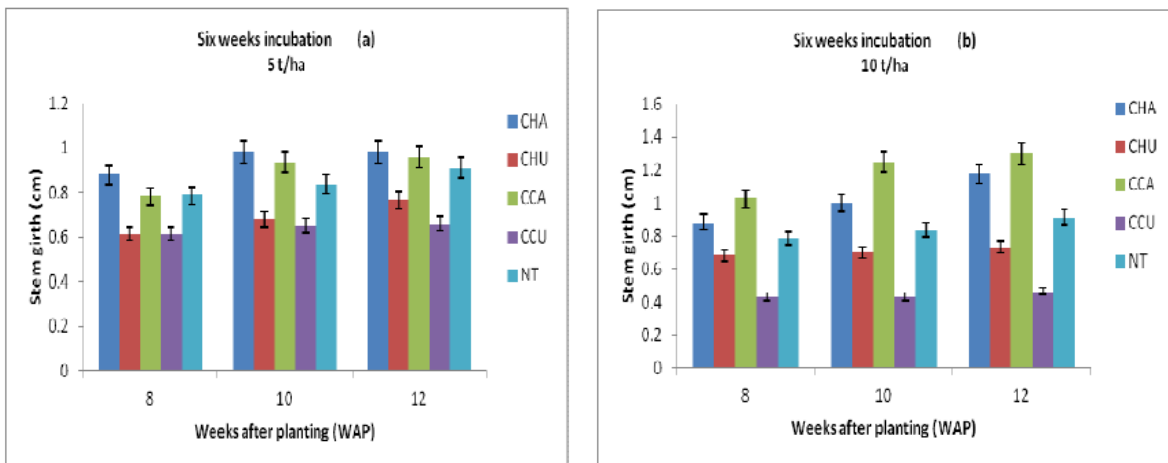 Six weeks incubation (a)
5 t/ha
1.2
1
0.8
0.6
0.4
0.2
0
Stem girth (cm)
8 10 12
Weeks after planting (WAP)
CHA
CHU
CCA
CCU
NT
Six weeks incubation (b)
10 t/ha
1.6
1.4
1.2
1
0.8
0.6
0.4
0.2
0
Stem girth (cm)
8 10 12
Weeks after planting (WAP)
CHA
CHU
CCA
CCU
NT